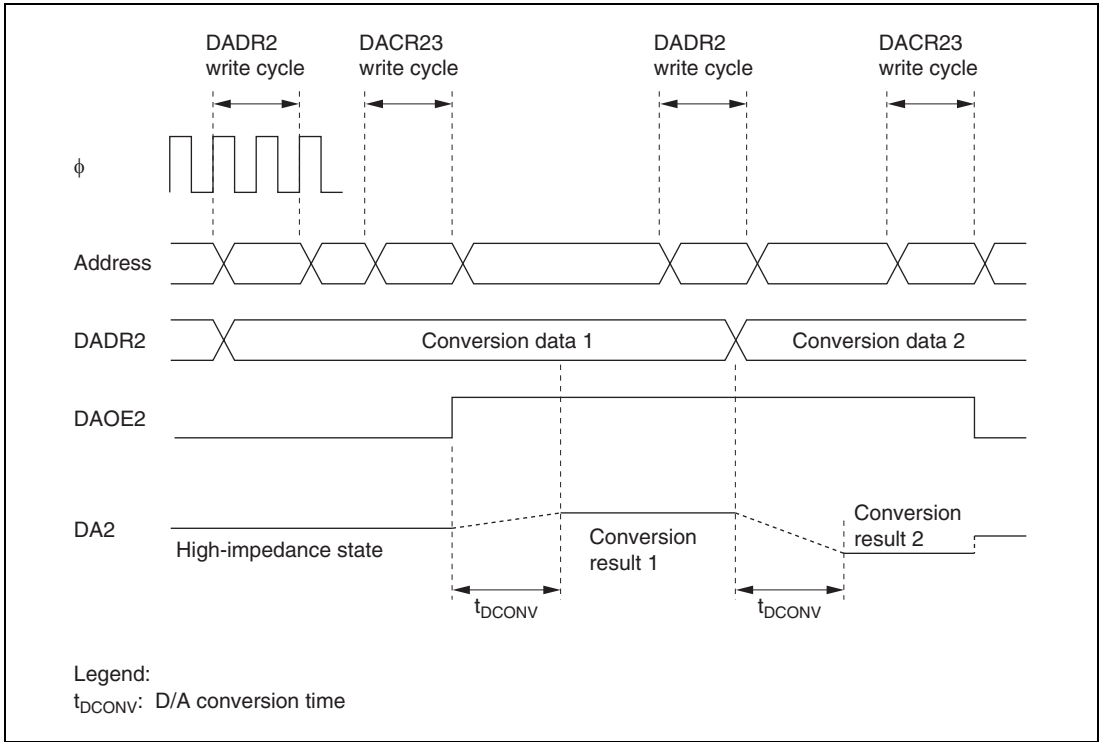 DADR2
write cycle
DACR23
write cycle
DADR2
write cycle
DACR23
write cycle
ϕ
Address
DADR2
Conversion data 1
Conversion data 2
DAOE2
DA2
High-impedance state
Conversion
result 1
Conversion
result 2
tDCONV
tDCONV
Legend:
tDCONV: D/A conversion time